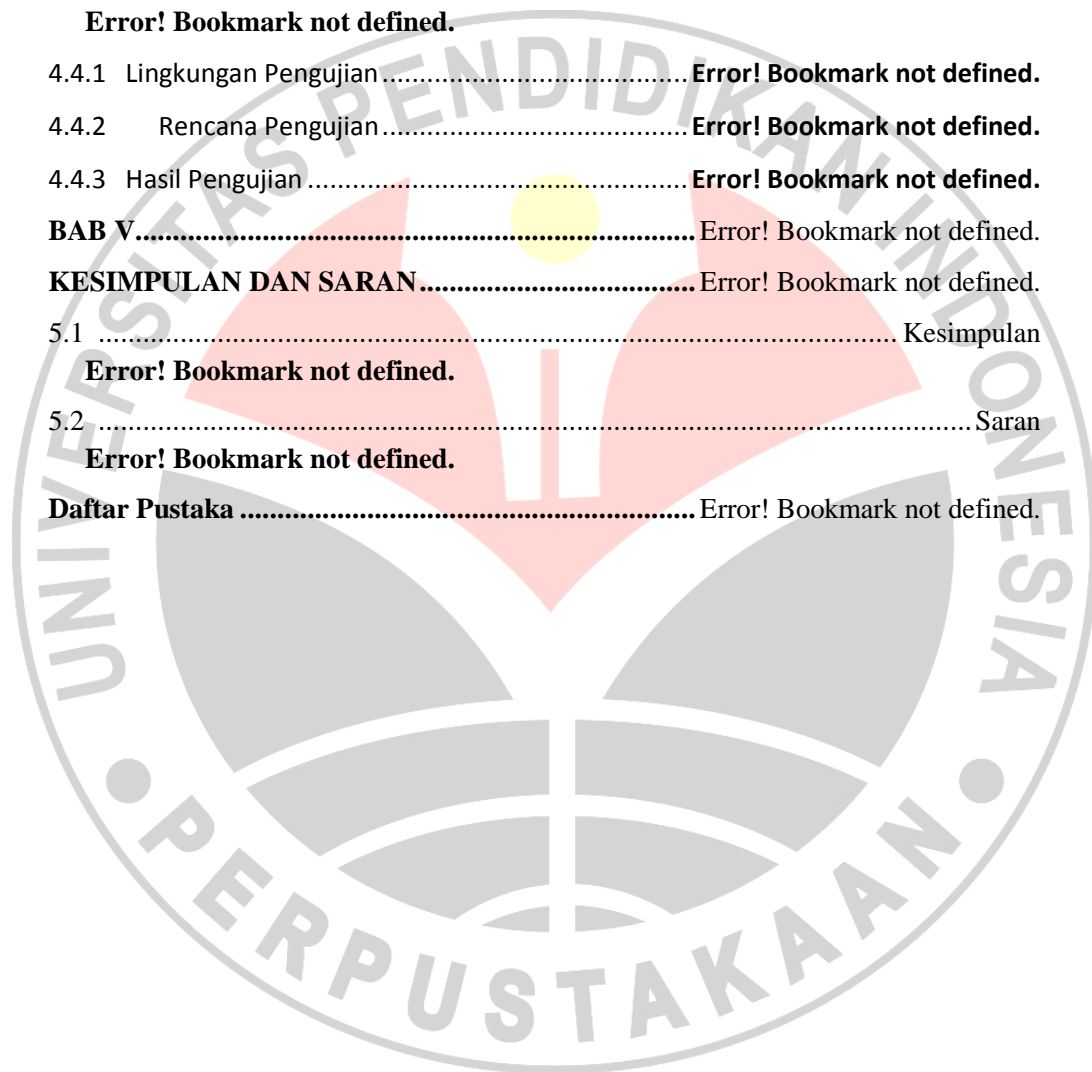 Error! Bookmark not defined.
4.4.1 Lingkungan Pengujian....................................Error! Bookmark not defined.
4.4.2 Rencana Pengujian....................................Error! Bookmark not defined.
4.4.3 Hasil Pengujian....................................Error! Bookmark not defined.
BAB V....................................Error! Bookmark not defined.
KESIMPULAN DAN SARAN....................................Error! Bookmark not defined.
5.1 .................................... Kesimpulan
Error! Bookmark not defined.
5.2 ....................................Saran
Error! Bookmark not defined.
Daftar Pustaka ....................................Error! Bookmark not defined.
UNIVERSITAS PENDIDIKAN INDONESIA
PERPUSTAKAAN